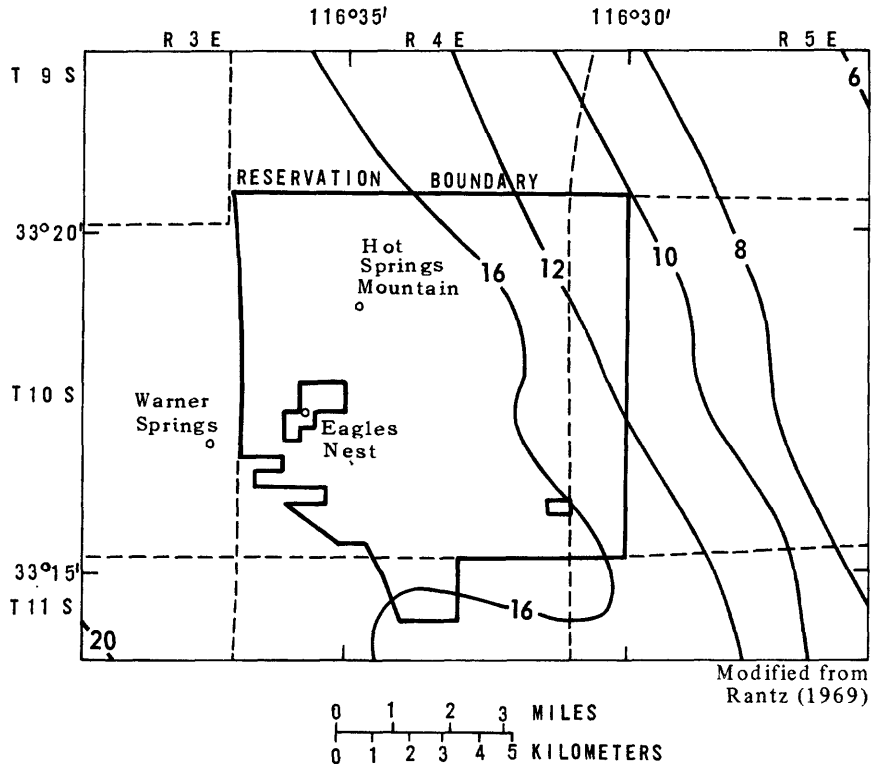 116°35' 116°30'
R 3 E R 4 E R 5 E
T 9 S
6
RESERVATION BOUNDARY
33°20'
Hot
Springs
Mountain
16 12 10 8
T10 S
Warner
Springs
Eagles
Nest
33°15'
T11 S
16
20
Modified from
Rantz (1969)
0 1 2 3 MILES
0 1 2 3 4 5 KILOMETERS